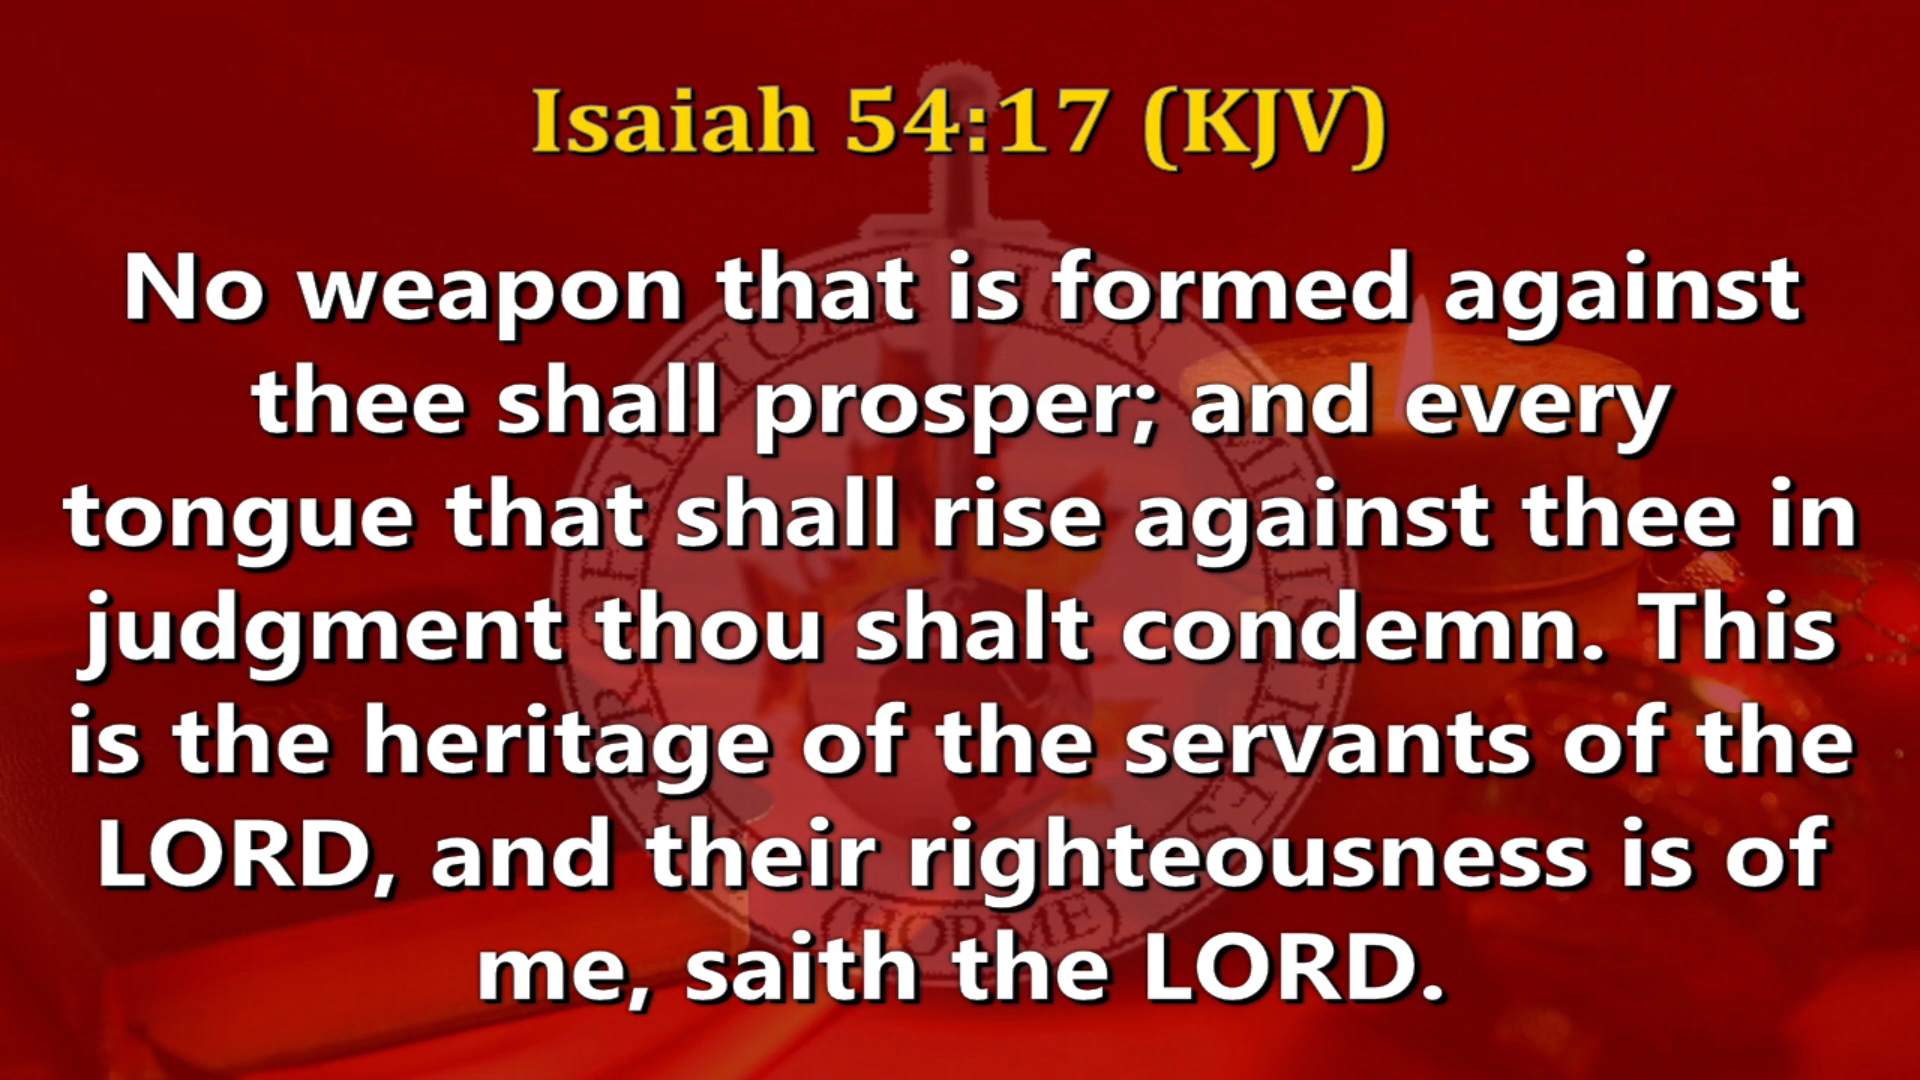 Isaiah 54:17 (KJV)
No weapon that is formed against
thee shall prosper; and every
tongue that shall rise against thee in
judgment thou shalt condemn. This
is the heritage of the servants of the
LORD, and their righteousness is of
me, saith the LORD.
(HOPME)